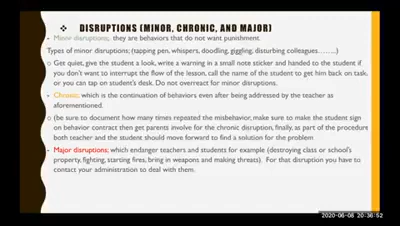 ❖ DISRUPTIONS (MINOR, CHRONIC, AND MAJOR)
- Minor disruptions; they are behaviors that do not want punishment.
Types of minor disruptions; (tapping pen, whispers, doodling, giggling, disturbing colleagues........)
o Get quiet, give the student a look, write a warning in a small note sticker and handed to the student if
you don't want to interrupt the flow of the lesson, call the name of the student to get him back on task,
or you can tap on student's desk. Do not overreact for minor disruptions.
- Chronic; which is the continuation of behaviors even after being addressed by the teacher as
aforementioned.
o (be sure to document how many times repeated the misbehavior, make to make the student sign
on behavior contract then get parents involve for the chronic disruption, finally, as part of the procedure
both teacher and the student should move forward to find a solution for the problem
- Major disruptions; which endanger teachers and students for example (destroying class or school's
property, fighting, starting fires, bring in weapons and making threats). For that disruption you have to
contact your administration to deal with them.
2020-06-08 20:36:52